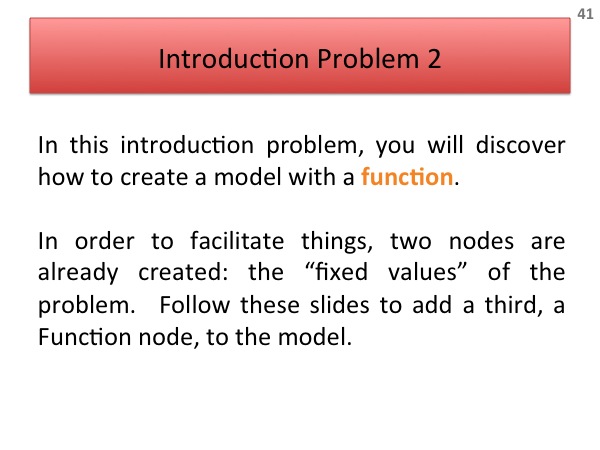 41
Introduction Problem 2
In this introduction problem, you will discover
how to create a model with a function.
In order to facilitate things, two nodes are
already created: the “fixed values” of the
problem.  Follow these slides to add a third, a
Function node, to the model.